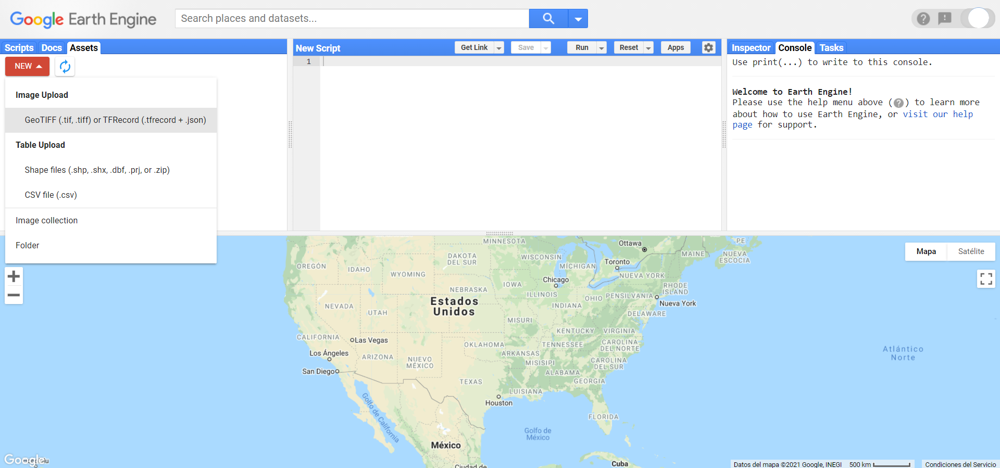 Google Earth Engine
Search places and datasets...
Scripts Docs Assets
NEW
Image Upload
GeoTIFF (.tif, .tiff) or TFRecord (.tfrecord + .json)
Table Upload
Shape files (.shp, .shx, .dbf, .prj, or .zip)
CSV file (.csv)
Image collection
Folder
New Script
Get Link Save Run Reset Apps
1
Inspector Console Tasks
Use print(...) to write to this console.
Welcome to Earth Engine!
Please use the help menu above (?) to learn more
about how to use Earth Engine, or visit our help
page for support.
Mapa Satélite
MINNESOTA
Ottawa
PE
DAKOTA
DEL SUR
WISCONSIN
MAINE
NUEVA
ESCOCIA
OREGÓN
IDAHO
WYOMING
MÍCHIGAN
Toronto
NUEVA YORK
Chicago
NEBRASKA
IOWA
ILLINOIS
OHIO
PENSILVANIA
RHODE
ISLAND
Nueva York
Estados
Unidos
NEVADA
UTAH
INDIANA
DELAWARE
MISURI
KENTUCKY
VIRGINIA
CALIFORNIA
Las Vegas
OKLAHOMA
TENNESSEE
CAROLINA
DEL NORTE
Los Ángeles
ARIZONA
NUEVO
MÉXICO
ARKANSAS
MISISIPI
CAROLINA
DEL SUR
Atlántico
Norte
San Diego
TEXAS
ALABAMA
GEORGIA
LUISIANA
Houston
Golfo de California
FLORIDA
Golfo de
México
México
Cuba
Ciudad de
Google
Datos del mapa ©2021 Google, INEGI 500 km Condiciones del Servicio